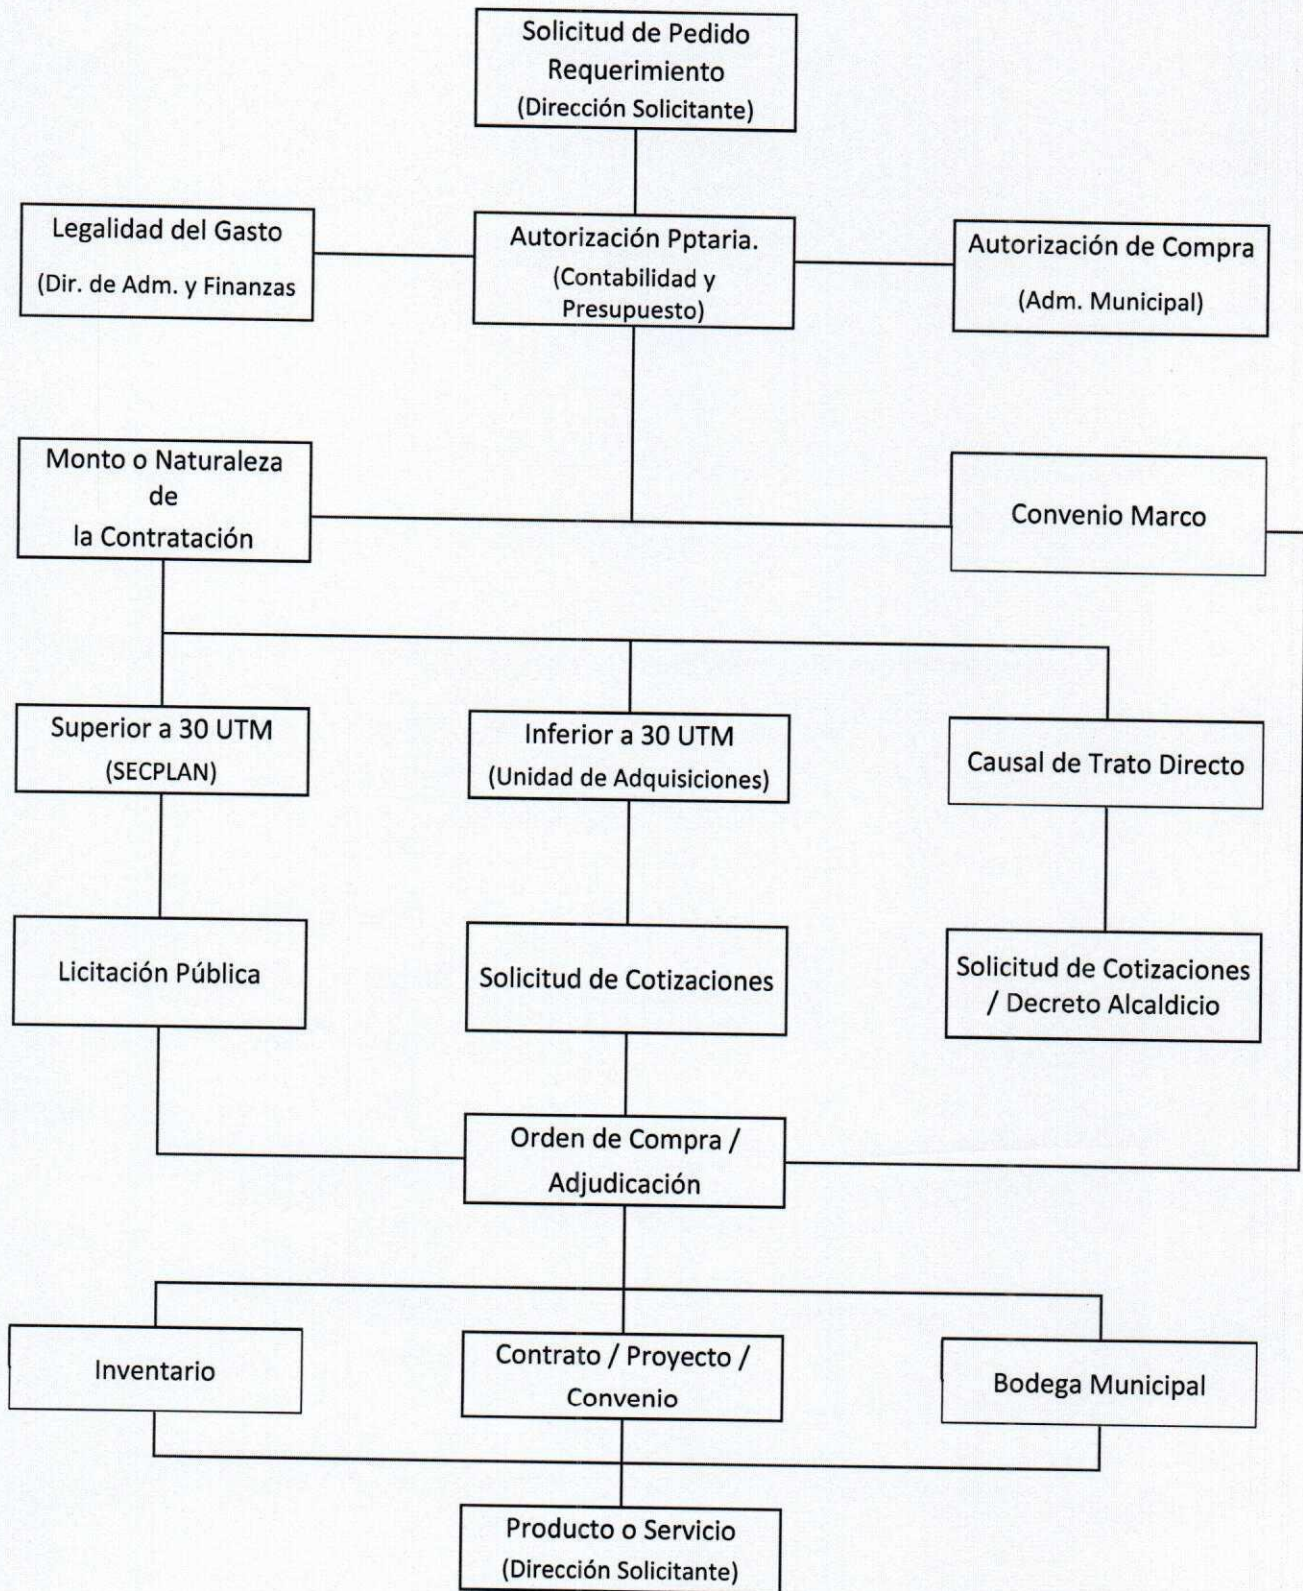 Solicitud de Pedido
Requerimiento
(Dirección Solicitante)
Legalidad del Gasto
(Dir. de Adm. y Finanzas
Autorización Pptaria.
(Contabilidad y
Presupuesto)
Autorización de Compra
(Adm. Municipal)
Monto o Naturaleza
de
la Contratación
Convenio Marco
Superior a 30 UTM
(SECPLAN)
Inferior a 30 UTM
(Unidad de Adquisiciones)
Causal de Trato Directo
Licitación Pública
Solicitud de Cotizaciones
Solicitud de Cotizaciones
/ Decreto Alcaldicio
Orden de Compra /
Adjudicación
Inventario
Contrato / Proyecto /
Convenio
Bodega Municipal
Producto o Servicio
(Dirección Solicitante)